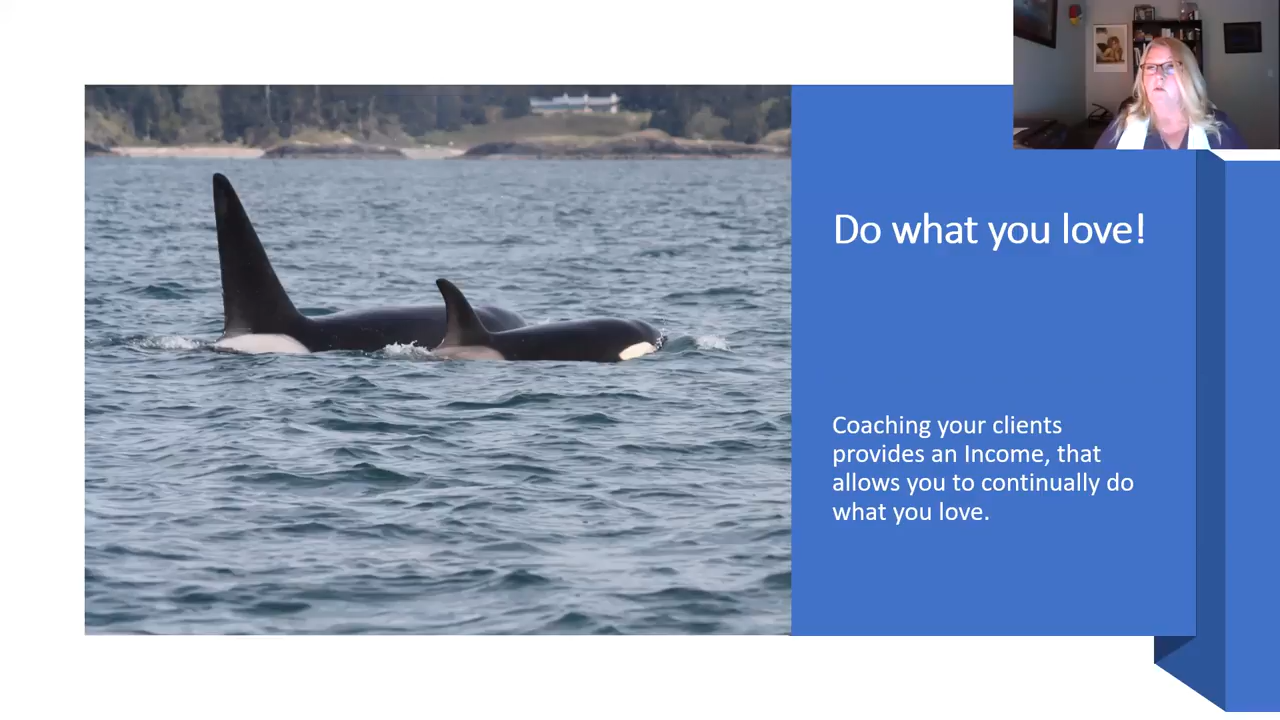 Do what you love!
Coaching your clients
provides an Income, that
allows you to continually do
what you love.